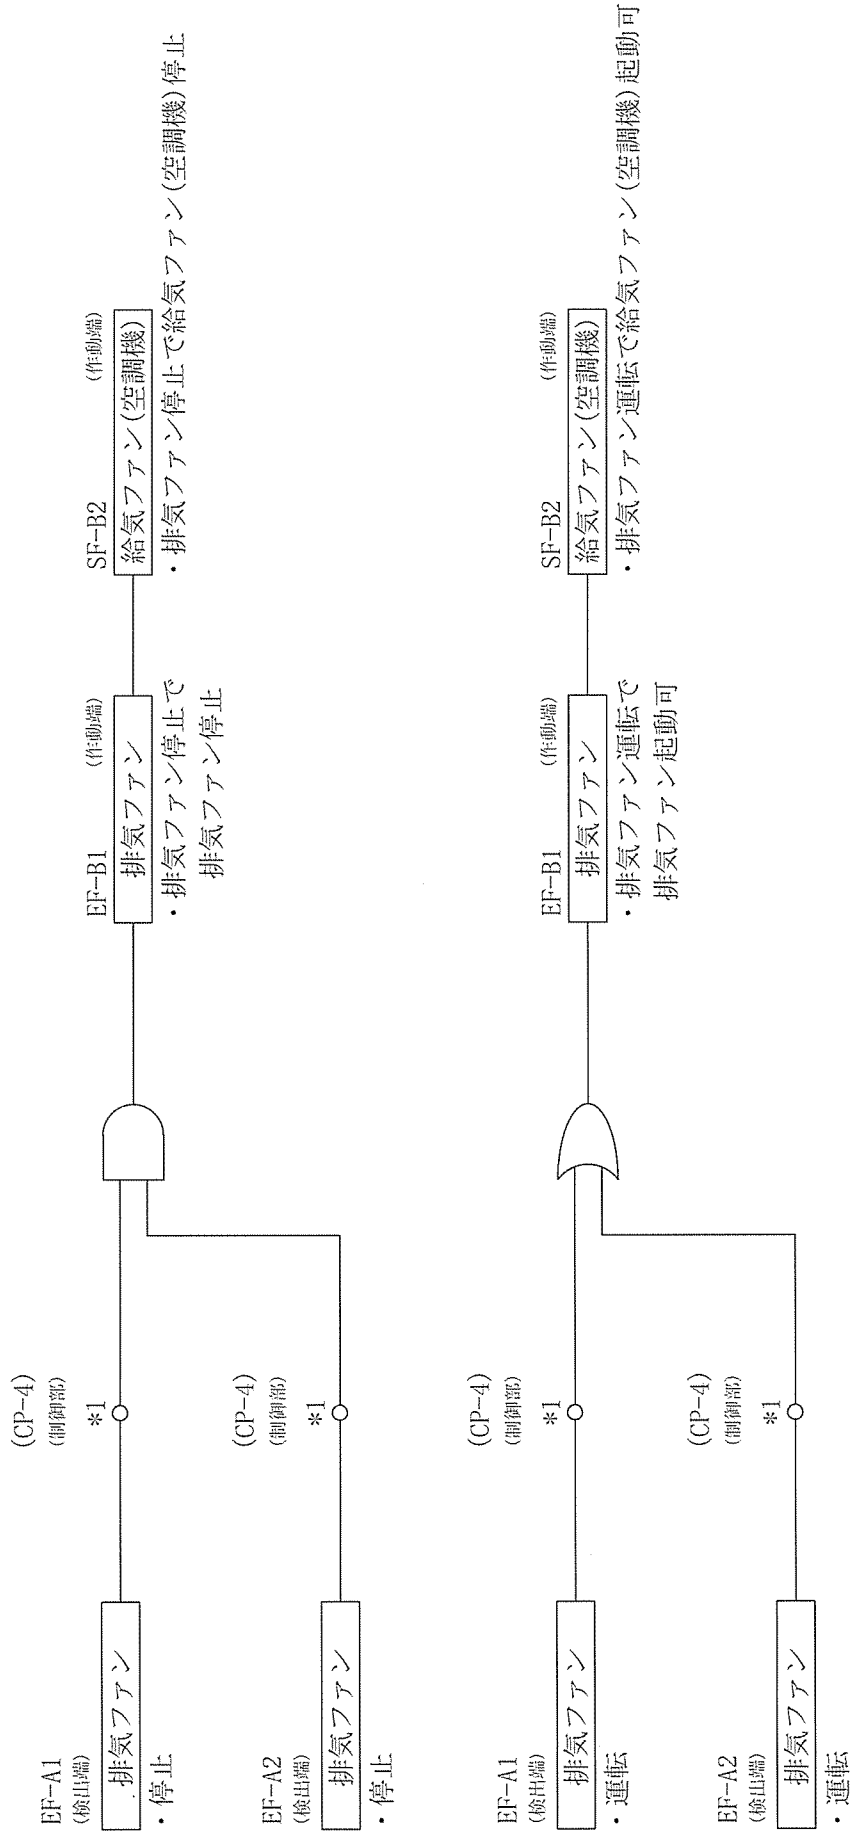 EF-A1
(検出端)
排気ファン
・停止
(CP-4)
(制御部)
*1
EF-A2
(検出端)
排気ファン
・停止
(CP-4)
(制御部)
*1
EF-B1
(作動端)
排気ファン
・排気ファン停止で
排気ファン停止
SF-B2
(作動端)
給気ファン(空調機)
・排気ファン停止で給気ファン(空調機)停止
EF-A1
(検出端)
排気ファン
・運転
(CP-4)
(制御部)
*1
EF-A2
(検出端)
排気ファン
・運転
(CP-4)
(制御部)
*1
EF-B1
(作動端)
排気ファン
・排気ファン運転で
排気ファン起動可
SF-B2
(作動端)
給気ファン(空調機)
・排気ファン運転で給気ファン(空調機)起動可